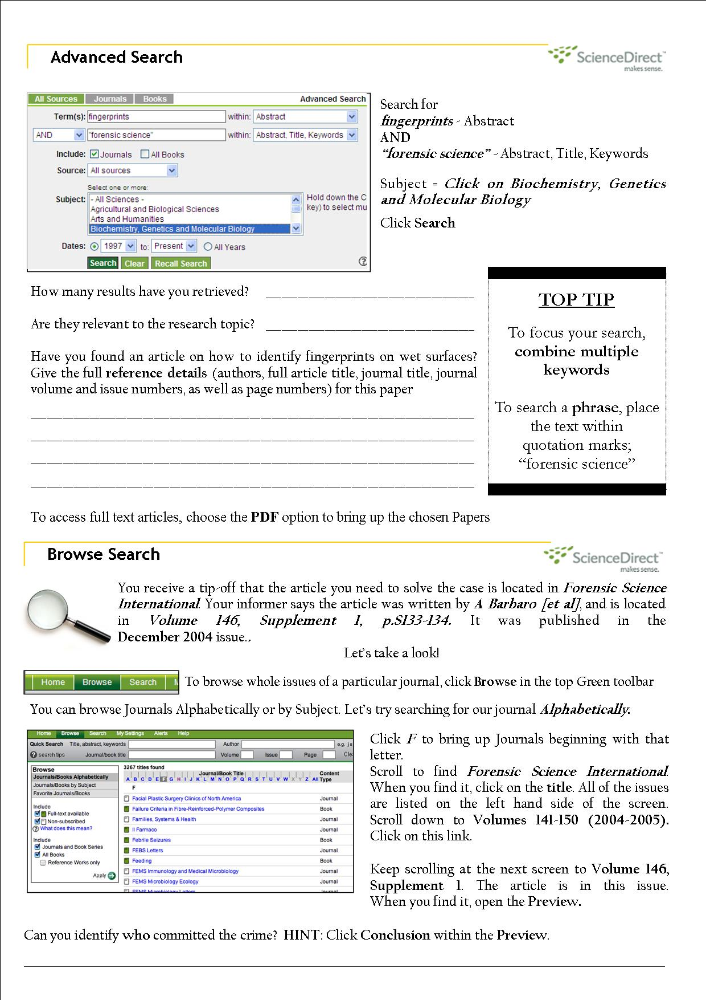 Advanced Search
ScienceDirect™
makes sense.
All Sources Journals Books Advanced Search
Term(s): fingerprints within: Abstract
AND "forensic science" within: Abstract, Title, Keywords
Include: Journals All Books
Source: All sources
Select one or more:
Subject: - All Sciences - Hold down the C
Agricultural and Biological Sciences key) to select mu
Arts and Humanities
Biochemistry, Genetics and Molecular Biology
Dates: 1997 to: Present All Years
Search Clear Recall Search ?
Search for
fingerprints - Abstract
AND
“forensic science” - Abstract, Title, Keywords
Subject = Click on Biochemistry, Genetics
and Molecular Biology
Click Search
How many results have you retrieved?
Are they relevant to the research topic?
Have you found an article on how to identify fingerprints on wet surfaces?
Give the full reference details (authors, full article title, journal title, journal
volume and issue numbers, as well as page numbers) for this paper
TOP TIP
To focus your search,
combine multiple
keywords
To search a phrase, place
the text within
quotation marks;
“forensic science”
To access full text articles, choose the PDF option to bring up the chosen Papers
Browse Search
ScienceDirect™
makes sense.
You receive a tip-off that the article you need to solve the case is located in Forensic Science
International. Your informer says the article was written by A Barbaro [et al], and is located
in Volume 146, Supplement 1, p.S133-134. It was published in the
December 2004 issue..
Let’s take a look!
Home Browse Search M
To browse whole issues of a particular journal, click Browse in the top Green toolbar
You can browse Journals Alphabetically or by Subject. Let’s try searching for our journal Alphabetically.
Home Browse Search My Settings Alerts Help
Quick Search Title, abstract, keywords Author e.g. j s
? search tips Journal/book title Volume Issue Page Clea
Browse
Journals/Books Alphabetically
Journals/Books by Subject
Favorite Journals/Books
Include
Full-text available
Non-subscribed
? What does this mean?
Include
Journals and Book Series
All Books
Reference Works only
Apply
3267 titles found
Journal/Book Title Content
A B C D E F G H I J K L M N O P Q R S T U V W X Y Z All Type
F
Facial Plastic Surgery Clinics of North America Journal
Failure Criteria in Fibre-Reinforced-Polymer Composites Book
Families, Systems & Health Journal
Il Farmaco Journal
Febrile Seizures Book
FEBS Letters Journal
Feeding Book
FEMS Immunology and Medical Microbiology Journal
FEMS Microbiology Ecology Journal
FEMS Microbiology Letters Journal
Click F to bring up Journals beginning with that
letter.
Scroll to find Forensic Science International.
When you find it, click on the title. All of the issues
are listed on the left hand side of the screen.
Scroll down to Volumes 141-150 (2004-2005).
Click on this link.
Keep scrolling at the next screen to Volume 146,
Supplement 1. The article is in this issue.
When you find it, open the Preview.
Can you identify who committed the crime? HINT: Click Conclusion within the Preview.